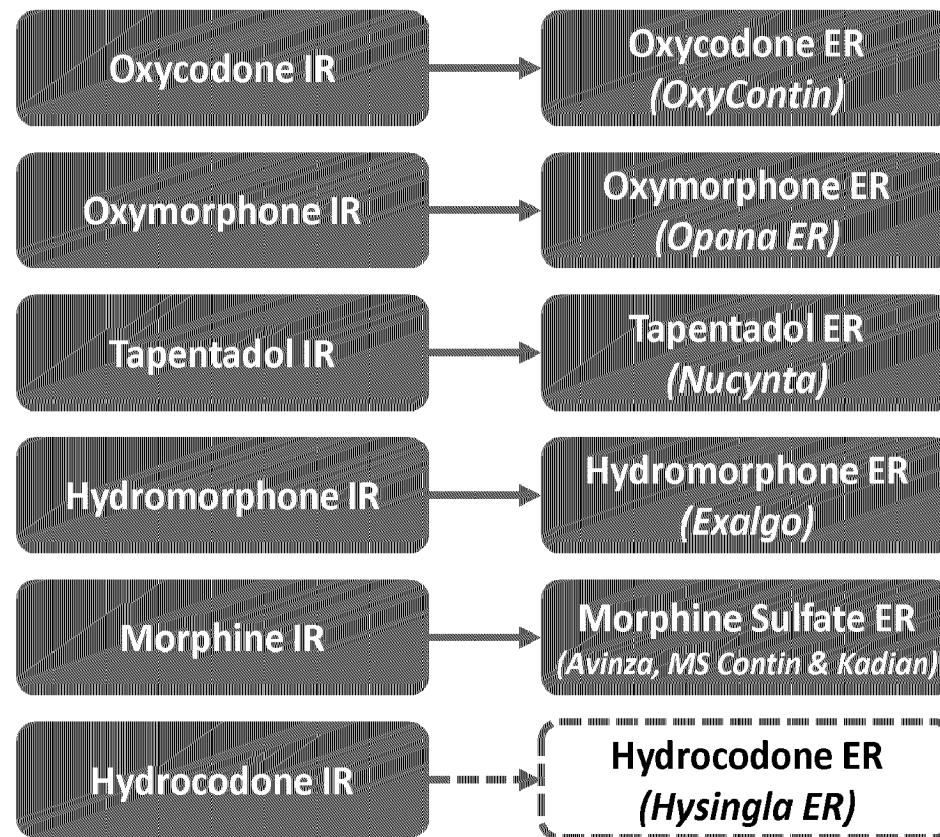 Oxycodone IR
Oxycodone ER
(OxyContin)
Oxymorphone IR
Oxymorphone ER
(Opana ER)
Tapentadol IR
Tapentadol ER
(Nucynta)
Hydromorphone IR
Hydromorphone ER
(Exalgo)
Morphine IR
Morphine Sulfate ER
(Avinza, MS Contin & Kadian)
Hydrocodone IR
Hydrocodone ER
(Hysingla ER)